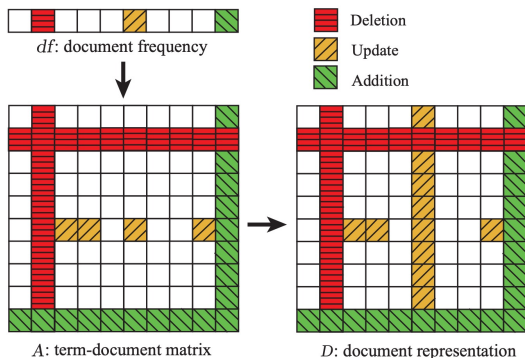 df: document frequency
Deletion
Update
Addition
A: term-document matrix
D: document representation